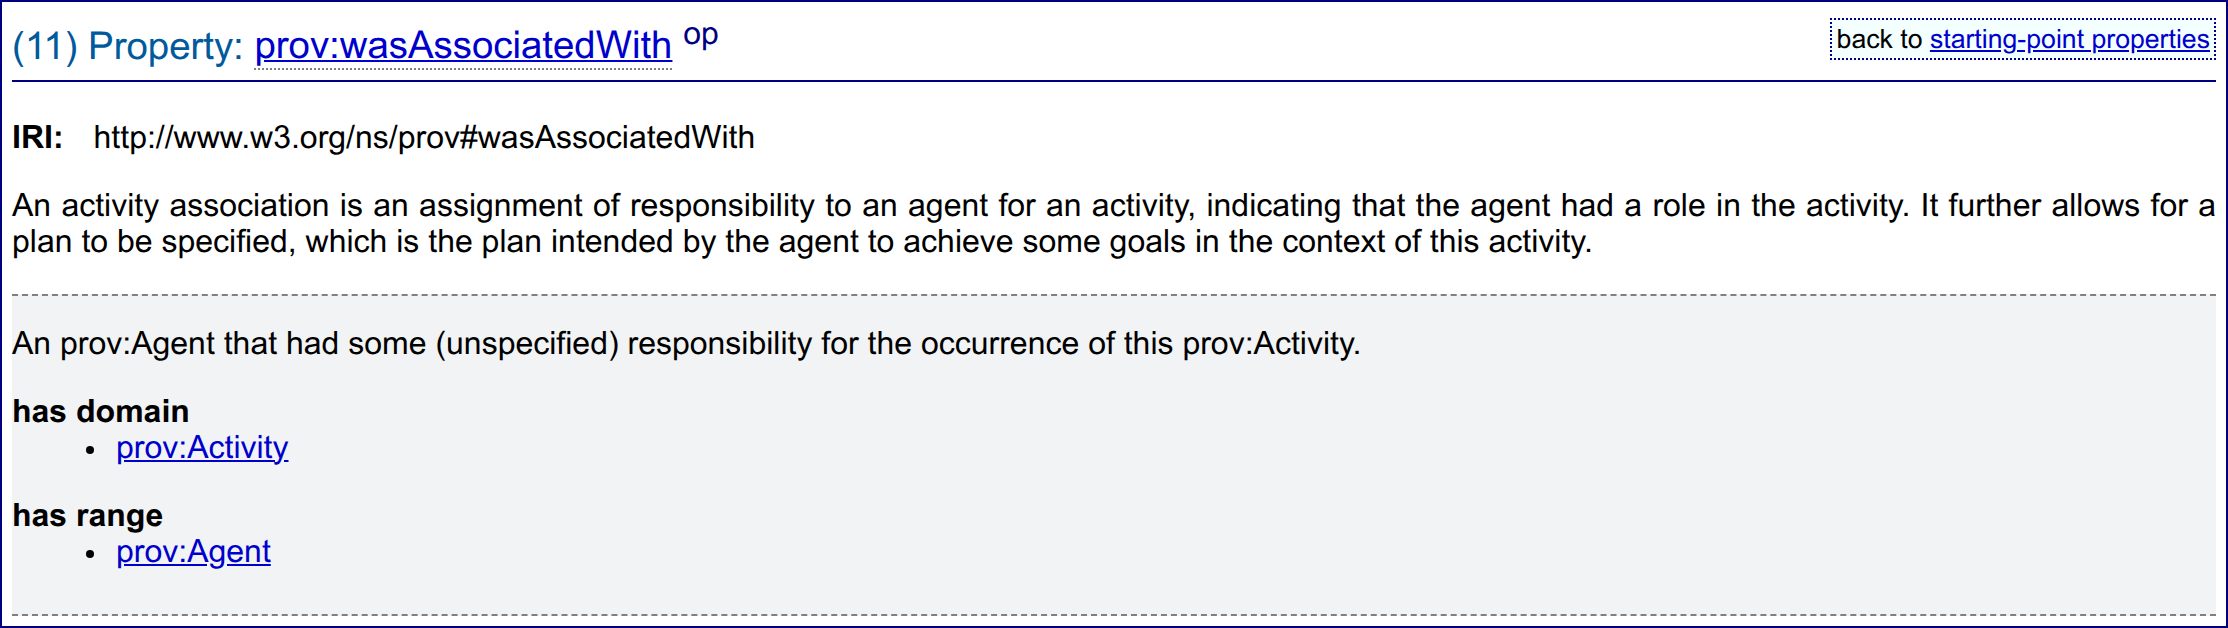 (11) Property: prov:wasAssociatedWith op
back to starting-point properties
IRI: http://www.w3.org/ns/prov#wasAssociatedWith
An activity association is an assignment of responsibility to an agent for an activity, indicating that the agent had a role in the activity. It further allows for a
plan to be specified, which is the plan intended by the agent to achieve some goals in the context of this activity.
An prov:Agent that had some (unspecified) responsibility for the occurrence of this prov:Activity.
has domain
• prov:Activity
has range
• prov:Agent